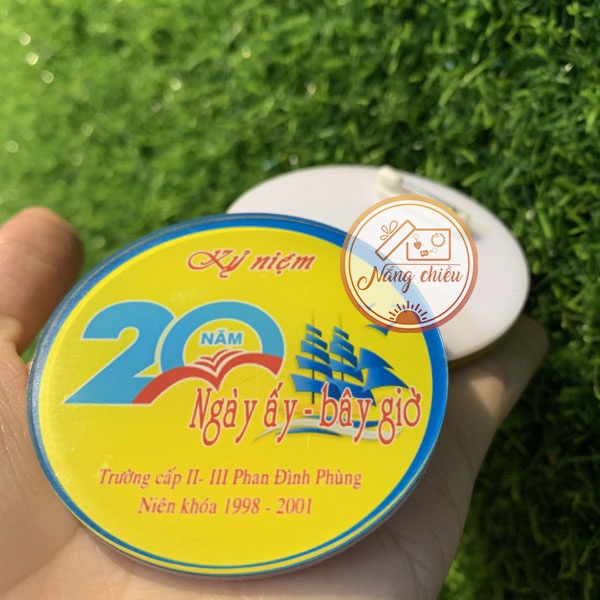 Kỷ niệm
20
NĂM
Ngày ấy - bây giờ
Trường cấp II- III Phan Đình Phùng
Niên khóa 1998 - 2001
Nắng chiều